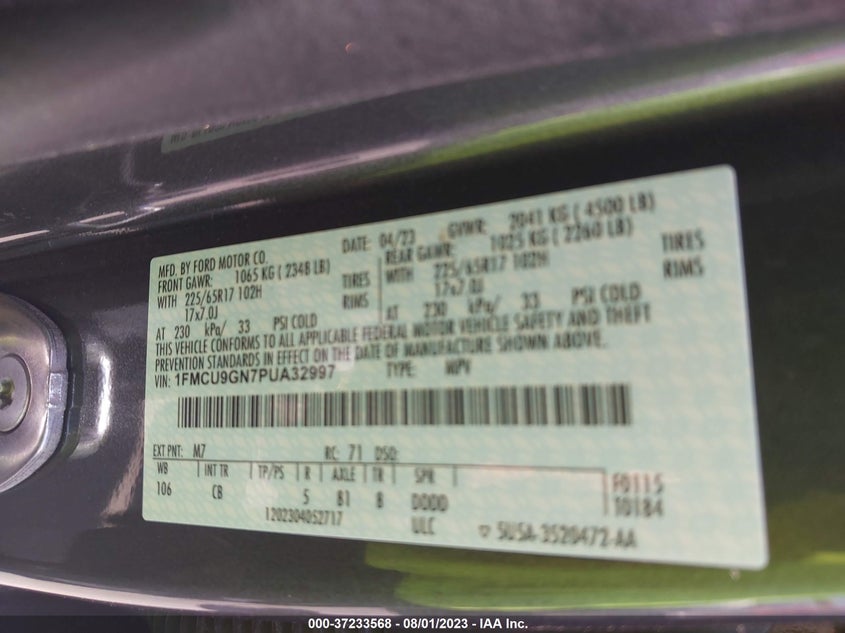 MFD. BY FORD MOTOR CO. DATE: 04/23 GVWR: 2041 KG ( 4500 LB)
FRONT GAWR: 1065 KG ( 2348 LB) REAR GAWR: 1025 KG ( 2260 LB)
WITH 225/65R17 102H TIRES WITH 225/65R17 102H TIRES
17x7.0J RIMS 17x7.0J RIMS
AT 230 kPa/ 33 PSI COLD AT 230 kPa/ 33 PSI COLD
THIS VEHICLE CONFORMS TO ALL APPLICABLE FEDERAL MOTOR VEHICLE SAFETY AND THEFT
PREVENTION STANDARDS IN EFFECT ON THE DATE OF MANUFACTURE SHOWN ABOVE.
VIN: 1FMCU9GN7PUA32997 TYPE: MPV
EXT PNT: M7 RC: 71 DSO:
WB INT TR TP/PS R AXLE TR SPR F0115
106 CB 5 B1 8 DODD 10184
1202304052717 ULC ▽ 5U5A-3520472-AA
000-37233568 - 08/01/2023 - IAA Inc.